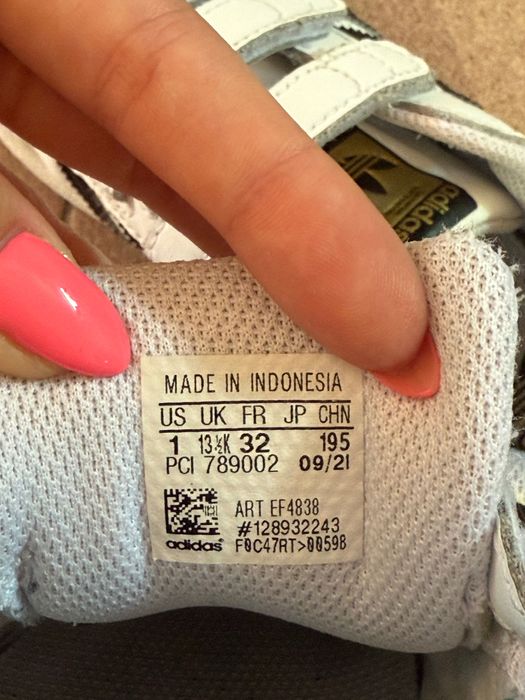 adidas
MADE IN INDONESIA
US UK FR JP CHN
1 13½K 32 195
PCI 789002 09/21
ART EF4838
#128932243
adidas® F0C47RT>00598